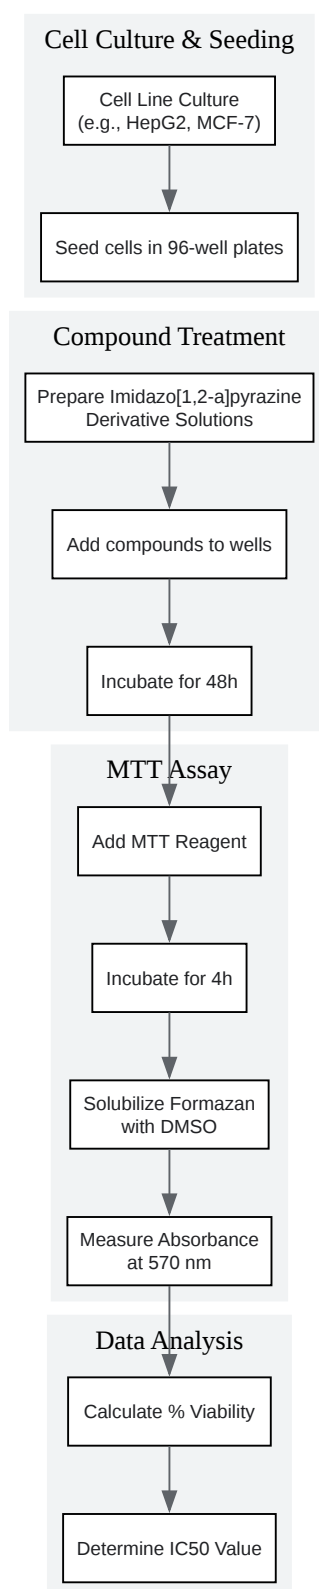 Cell Culture & Seeding
Cell Line Culture
(e.g., HepG2, MCF-7)
Seed cells in 96-well plates
Compound Treatment
Prepare Imidazo[1,2-a]pyrazine
Derivative Solutions
Add compounds to wells
Incubate for 48h
MTT Assay
Add MTT Reagent
Incubate for 4h
Solubilize Formazan
with DMSO
Measure Absorbance
at 570 nm
Data Analysis
Calculate % Viability
Determine IC50 Value